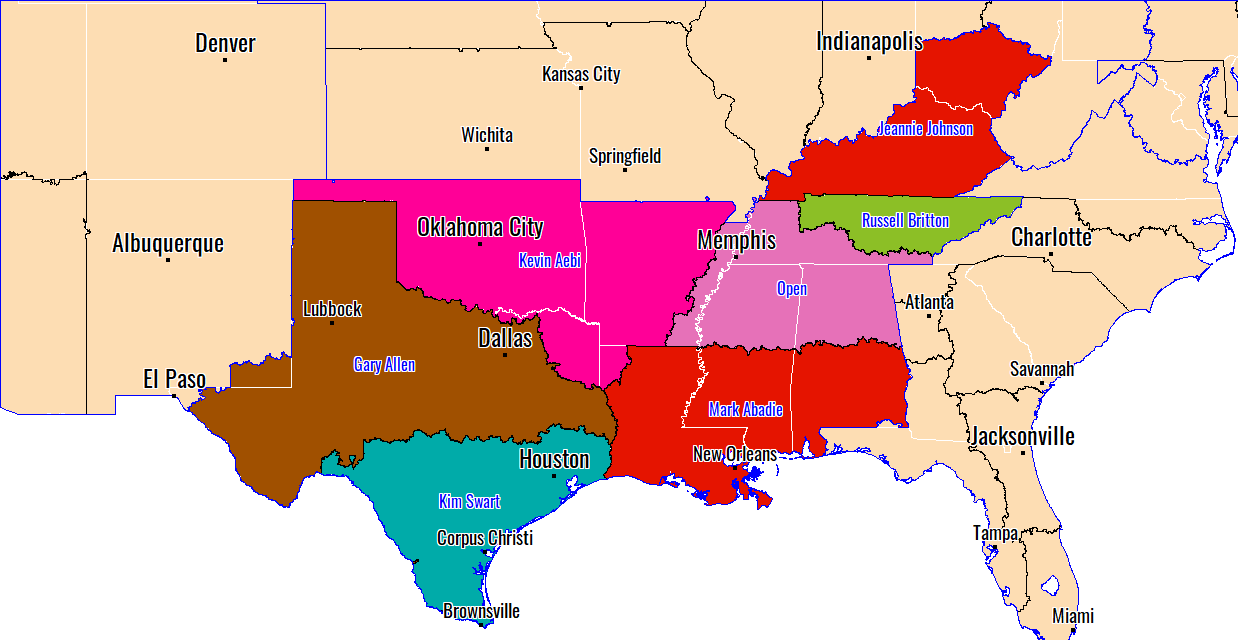 Indianapolis
Denver
Kansas City
Jeannie Johnson
Wichita
Springfield
Russell Britton
Oklahoma City
Charlotte
Memphis
Albuquerque
Kevin Aebi
Open
Atlanta
Lubbock
Dallas
Gary Allen
Savannah
El Paso
Mark Abadie
Jacksonville
New Orleans
Houston
Kim Swart
Tampa
Corpus Christi
Brownsville
Miami